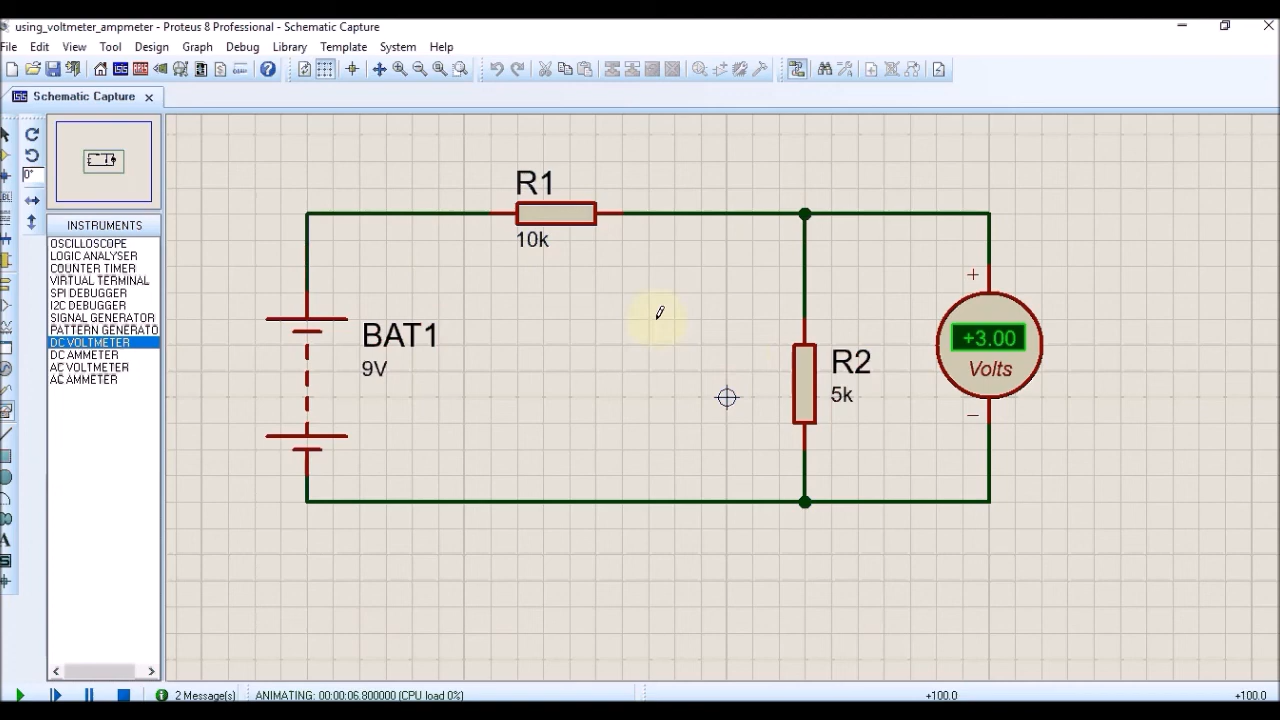 using_voltmeter_ampmeter - Proteus 8 Professional - Schematic Capture
File Edit View Tool Design Graph Debug Library Template System Help
Schematic Capture
0°
INSTRUMENTS
OSCILLOSCOPE
LOGIC ANALYSER
COUNTER TIMER
VIRTUAL TERMINAL
SPI DEBUGGER
I2C DEBUGGER
SIGNAL GENERATOR
PATTERN GENERATO
DC VOLTMETER
DC AMMETER
AC VOLTMETER
AC AMMETER
R1
10k
BAT1
9V
R2
5k
+
+3.00
Volts
−
2 Message(s)
ANIMATING: 00:00:06.800000 (CPU load 0%)
+100.0
+100.0